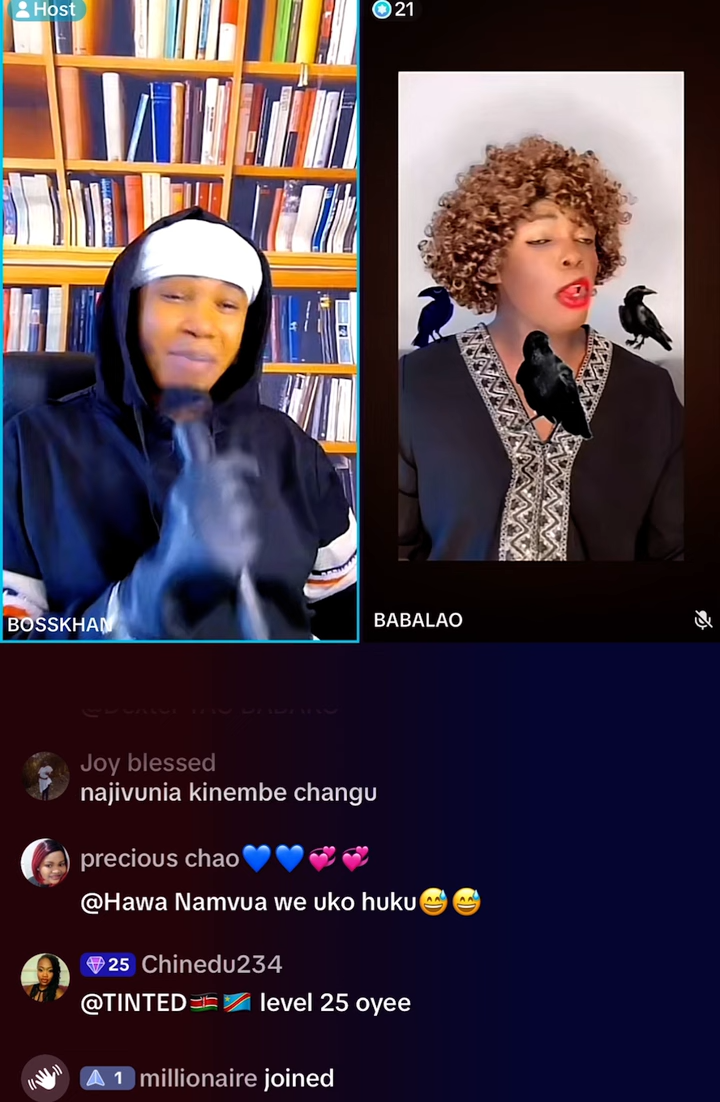 Host
21
BOSSKHAN
BABALAO
Joy blessed
najivunia kinembe changu
precious chao💙💙💞💞
@Hawa Namvua we uko huku😅😅
25 Chinedu234
@TINTED🇰🇪🇨🇩 level 25 oyee
1 millionaire joined